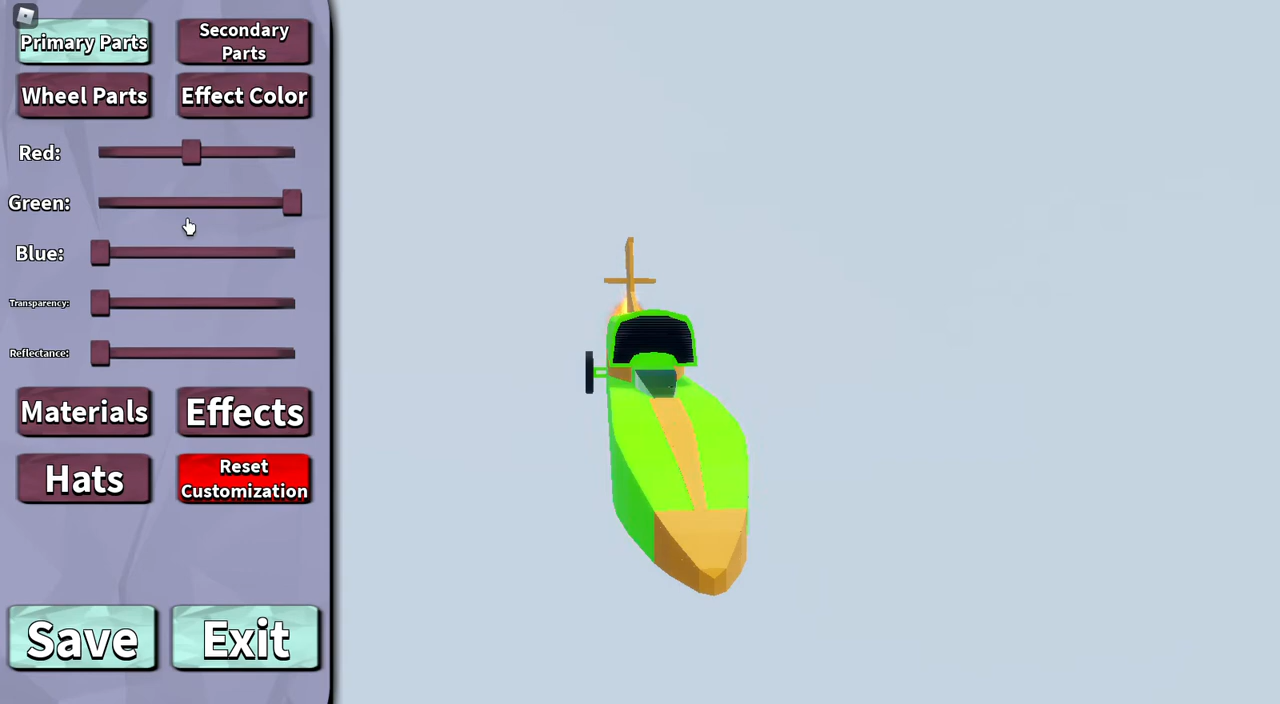 Primary Parts
Secondary
Parts
Wheel Parts
Effect Color
Red:
Green:
Blue:
Transparency:
Reflectance:
Materials
Effects
Hats
Reset
Customization
Save
Exit